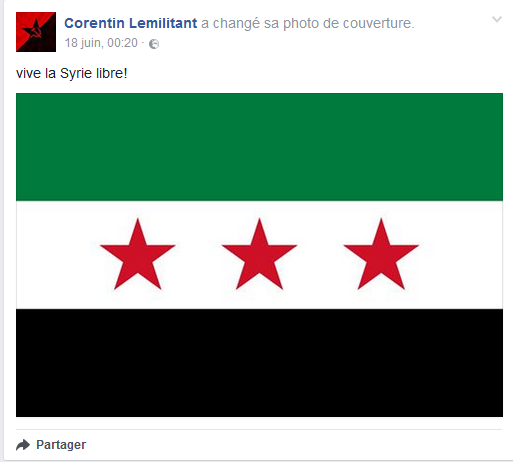 Corentin Lemilitant a changé sa photo de couverture.
18 juin, 00:20 ·
vive la Syrie libre!
Partager